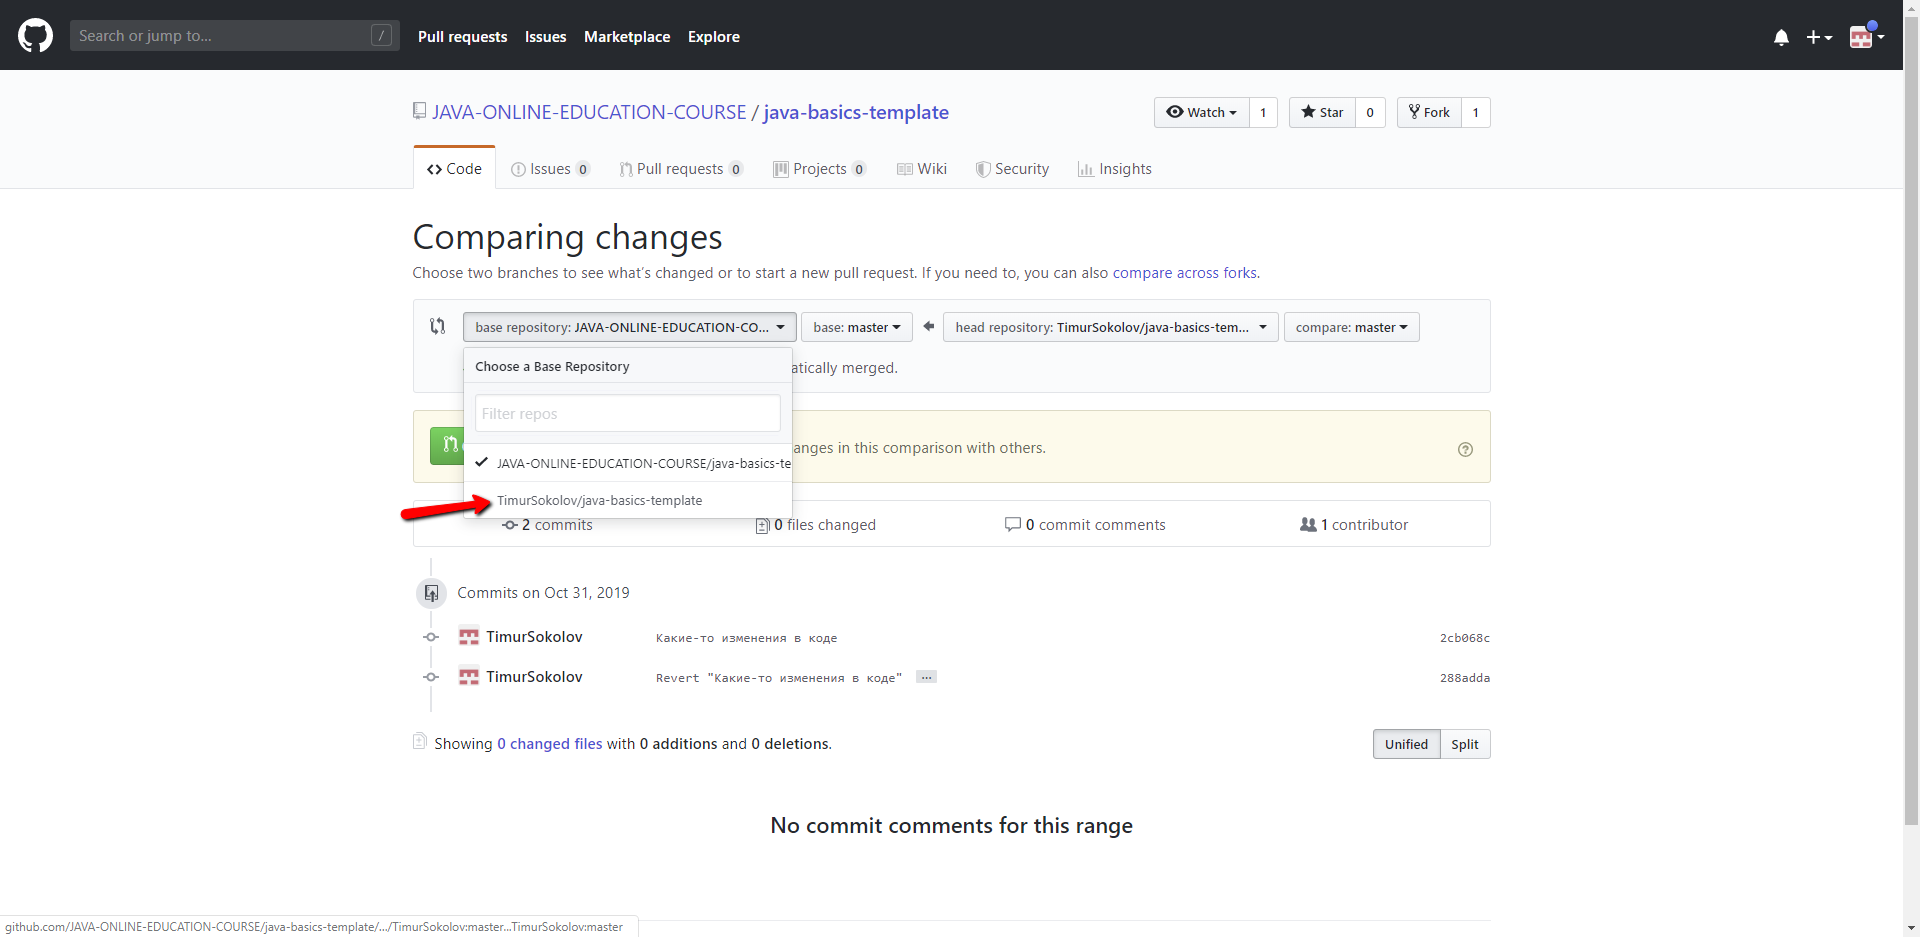 Search or jump to... /
Pull requests Issues Marketplace Explore
JAVA-ONLINE-EDUCATION-COURSE / java-basics-template
Watch 1 Star 0 Fork 1
Code Issues 0 Pull requests 0 Projects 0 Wiki Security Insights
Comparing changes
Choose two branches to see what's changed or to start a new pull request. If you need to, you can also compare across forks.
base repository: JAVA-ONLINE-EDUCATION-CO... base: master head repository: TimurSokolov/java-basics-tem... compare: master
Choose a Base Repository
atically merged.
Filter repos
anges in this comparison with others.
JAVA-ONLINE-EDUCATION-COURSE/java-basics-te
TimurSokolov/java-basics-template
2 commits 0 files changed 0 commit comments 1 contributor
Commits on Oct 31, 2019
TimurSokolov Какие-то изменения в коде 2cb068c
TimurSokolov Revert "Какие-то изменения в коде" ... 288adda
Showing 0 changed files with 0 additions and 0 deletions.
Unified Split
No commit comments for this range
github.com/JAVA-ONLINE-EDUCATION-COURSE/java-basics-template/.../TimurSokolov:master...TimurSokolov:master